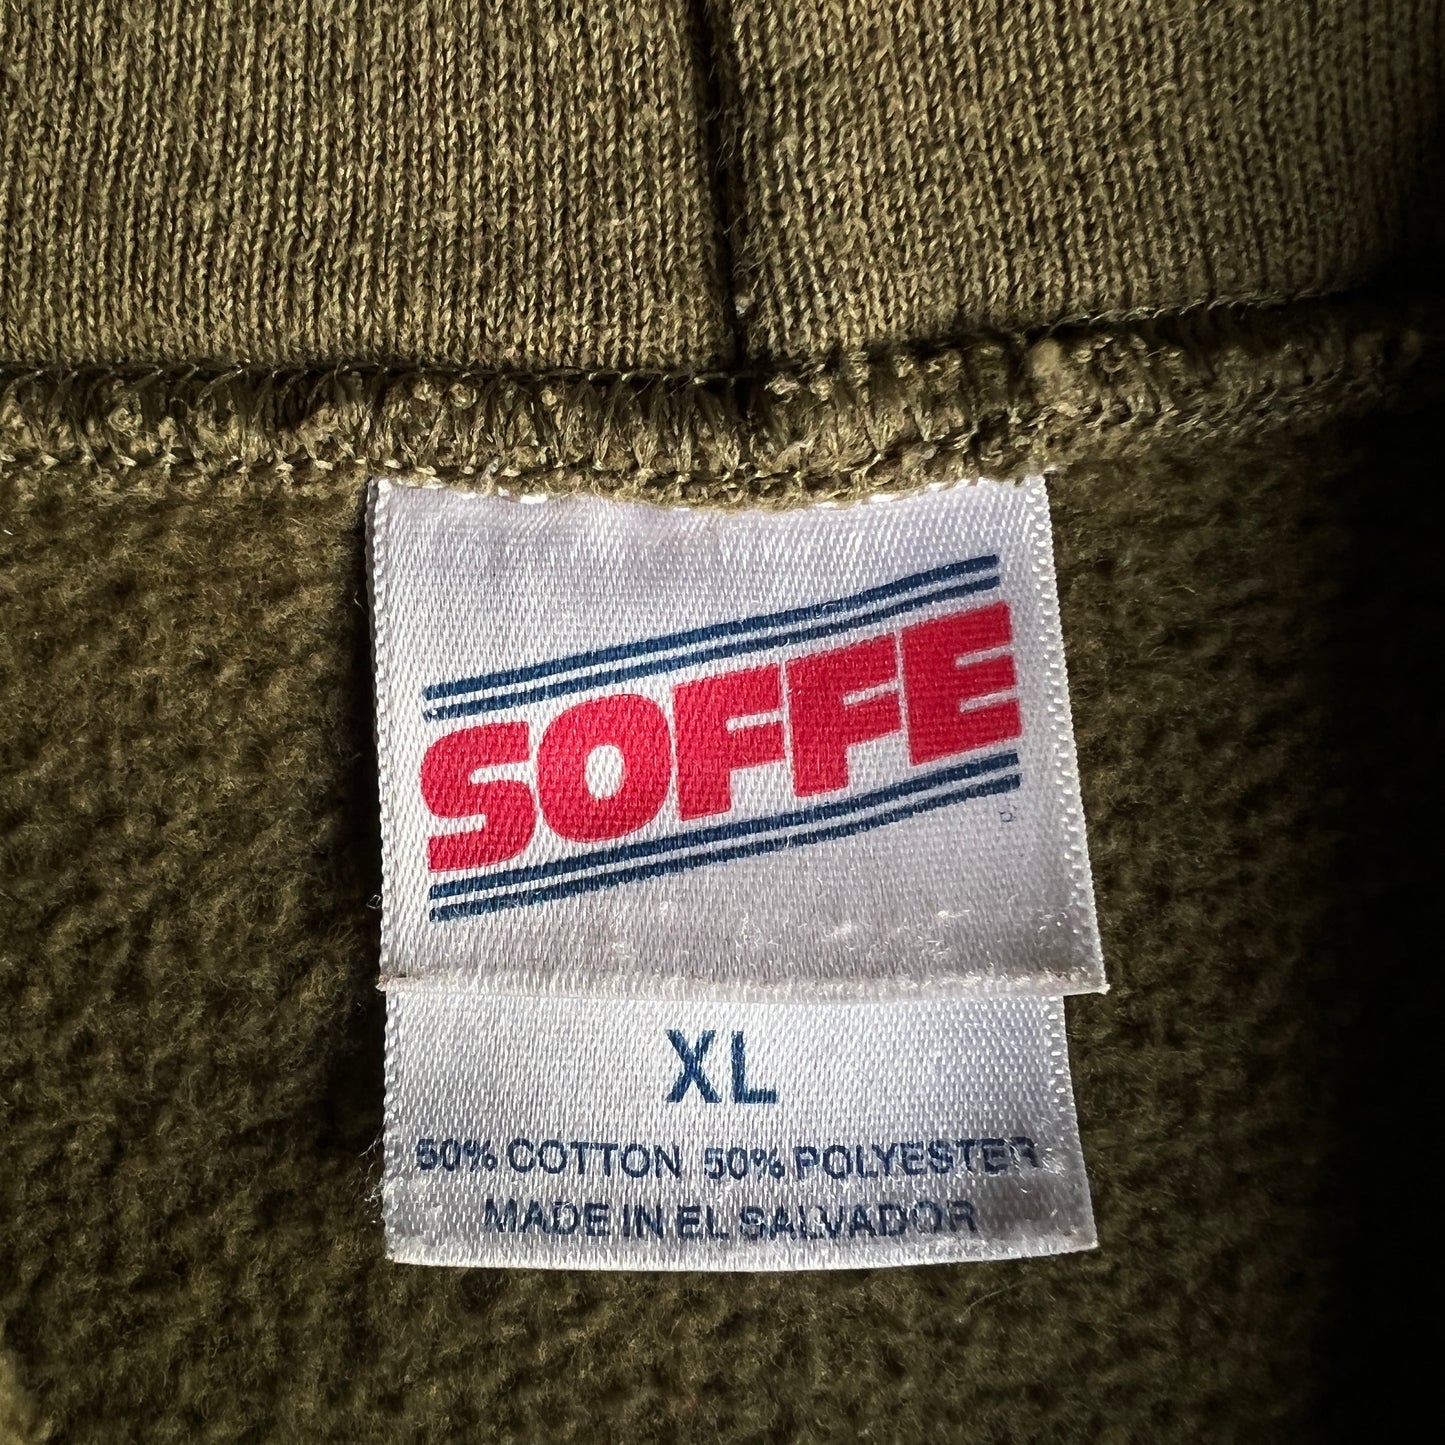 SOFFE
XL
50% COTTON 50% POLYESTER
MADE IN EL SALVADOR